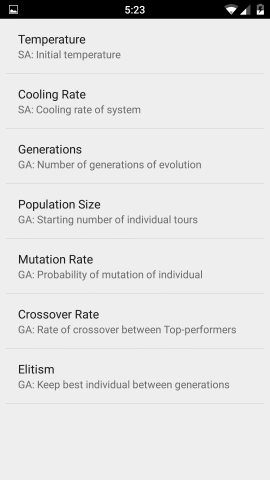 5:23
Temperature
SA: Initial temperature
Cooling Rate
SA: Cooling rate of system
Generations
GA: Number of generations of evolution
Population Size
GA: Starting number of individual tours
Mutation Rate
GA: Probability of mutation of individual
Crossover Rate
GA: Rate of crossover between Top-performers
Elitism
GA: Keep best individual between generations